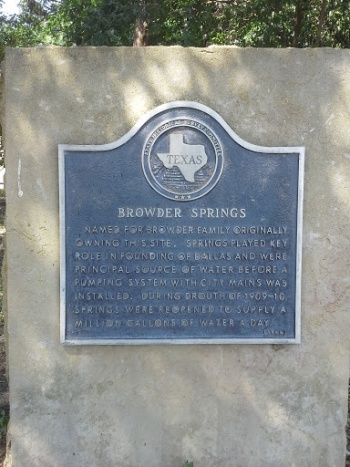 TEXAS
BROWDER SPRINGS
NAMED FOR BROWDER FAMILY ORIGINALLY
OWNING THIS SITE. SPRINGS PLAYED KEY
ROLE IN FOUNDING OF DALLAS AND WERE
PRINCIPAL SOURCE OF WATER BEFORE A
PUMPING SYSTEM WITH CITY MAINS WAS
INSTALLED. DURING DROUTH OF 1909-10
SPRINGS WERE REOPENED TO SUPPLY A
MILLION GALLONS OF WATER A DAY.